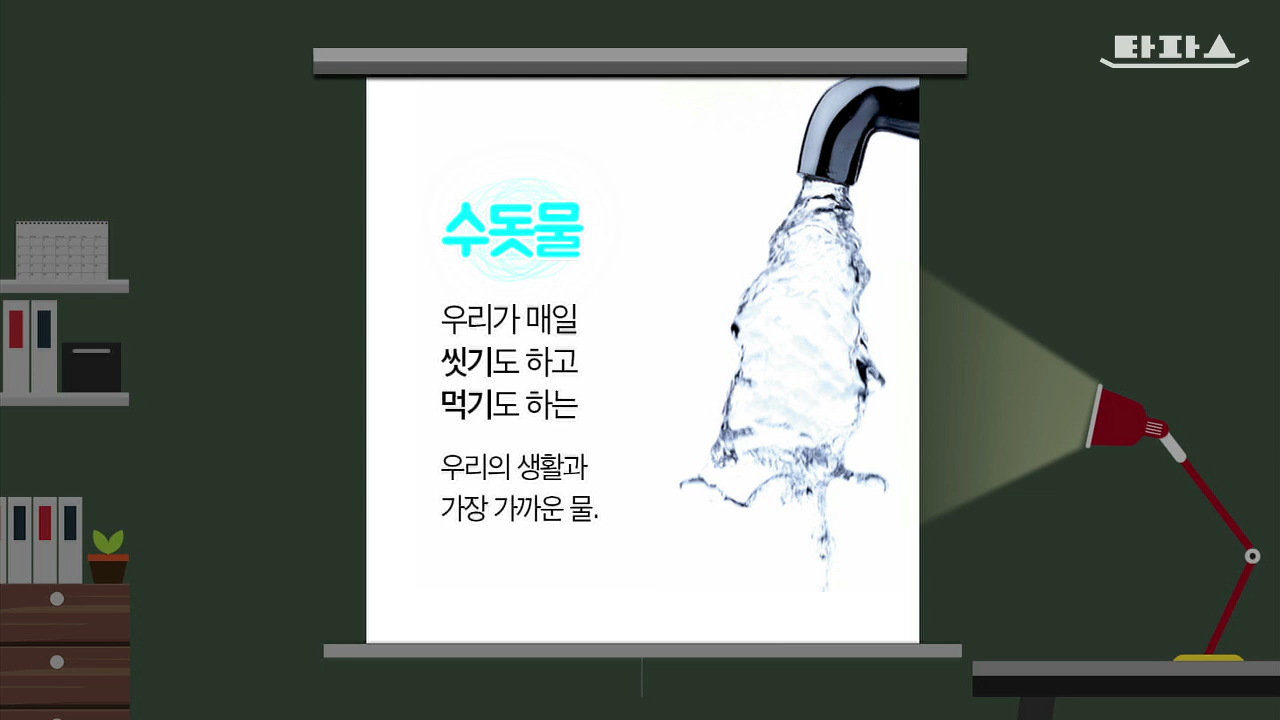 타파스
수돗물
우리가 매일
씻기도 하고
먹기도 하는
우리의 생활과
가장 가까운 물.